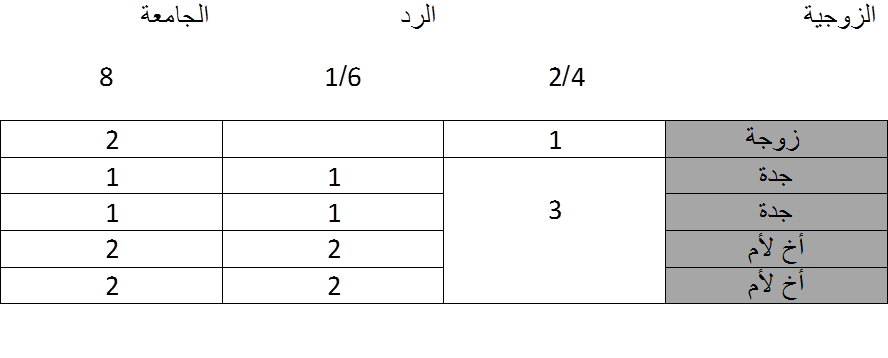 الزوجية الرد الجامعة
2/4 1/6 8
زوجة 1 2
جدة 3 1 1
جدة 1 1
أخ لأم 2 2
أخ لأم 2 2